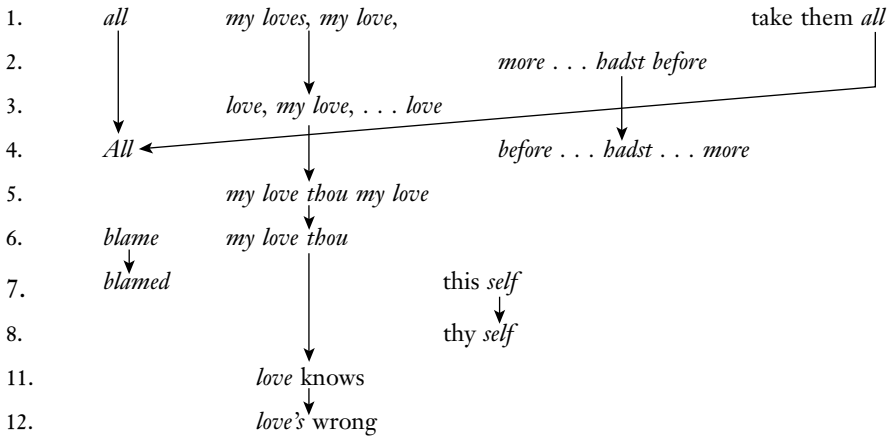 1. all my loves, my love, take them all
2. more . . . hadst before
3. love, my love, . . . love
4. All before . . . hadst . . . more
5. my love thou my love
6. blame my love thou
7. blamed this self
8. thy self
11. love knows
12. love's wrong